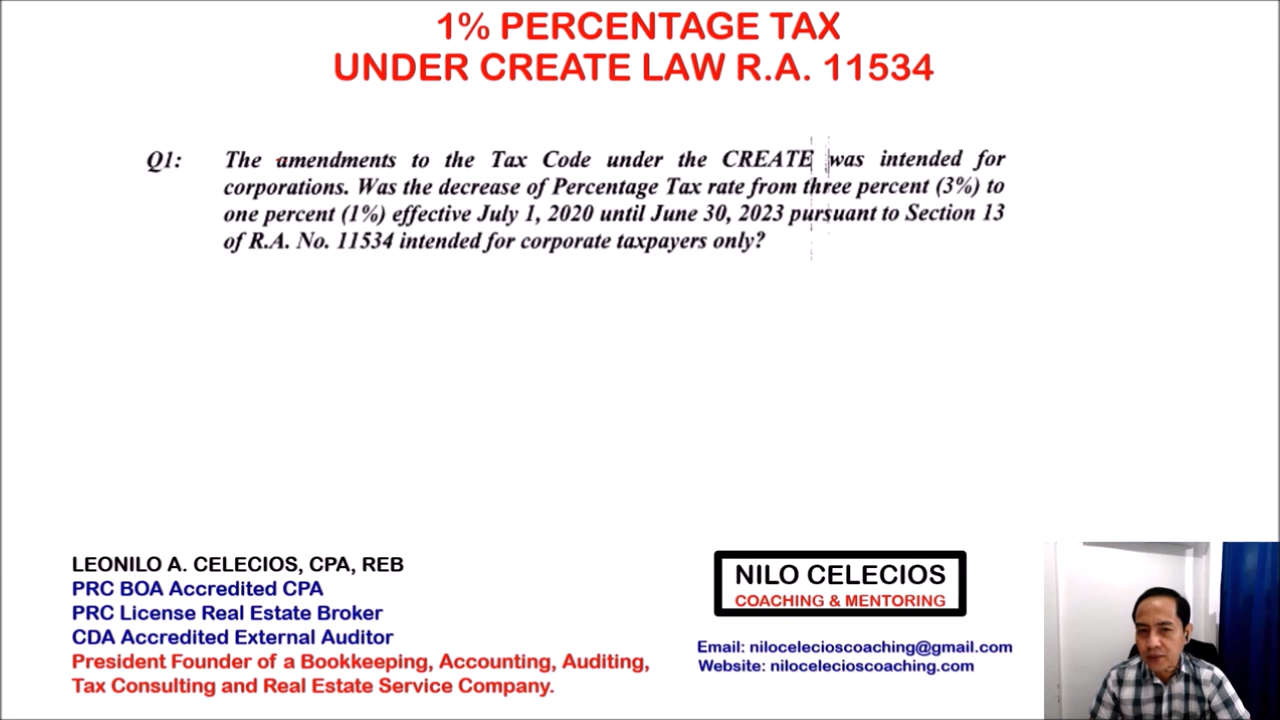 1% PERCENTAGE TAX
UNDER CREATE LAW R.A. 11534
Q1: The amendments to the Tax Code under the CREATE was intended for
corporations. Was the decrease of Percentage Tax rate from three percent (3%) to
one percent (1%) effective July 1, 2020 until June 30, 2023 pursuant to Section 13
of R.A. No. 11534 intended for corporate taxpayers only?
LEONILO A. CELECIOS, CPA, REB
PRC BOA Accredited CPA
PRC License Real Estate Broker
CDA Accredited External Auditor
President Founder of a Bookkeeping, Accounting, Auditing,
Tax Consulting and Real Estate Service Company.
NILO CELECIOS
COACHING & MENTORING
Email: nilocelecioscoaching@gmail.com
Website: nilocelecioscoaching.com